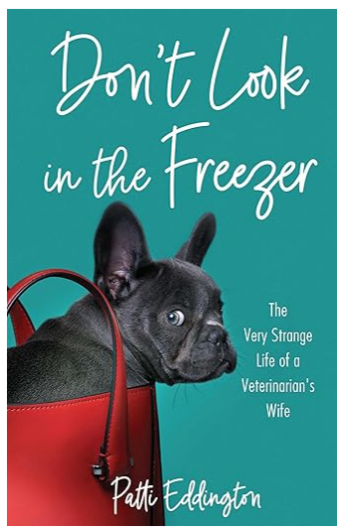 Don't Look
in the Freezer
The
Very Strange
Life of a
Veterinarian's
Wife
Patti Eddington